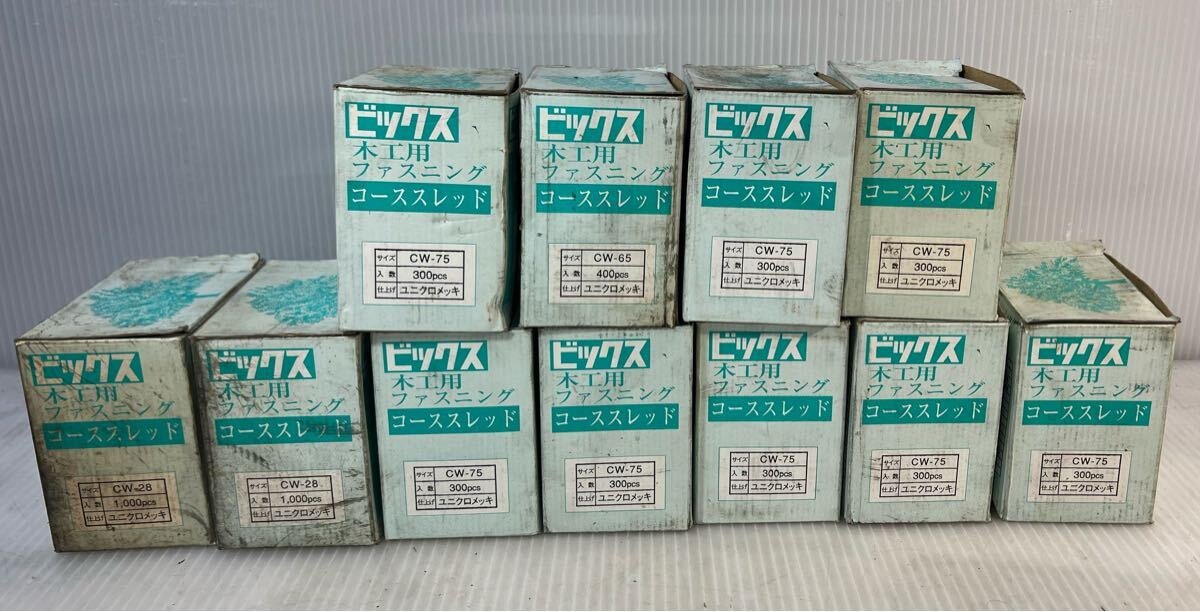 ビックス
木工用
ファスニング
コーススレッド
サイズ CW-75
入数 300pcs
仕上げ ユニクロメッキ
ビックス
木工用
ファスニング
コーススレッド
サイズ CW-65
入数 400pcs
仕上げ ユニクロメッキ
ビックス
木工用
ファスニング
コーススレッド
サイズ CW-75
入数 300pcs
仕上げ ユニクロメッキ
ビックス
木工用
ファスニング
コーススレッド
サイズ CW-75
入数 300pcs
仕上げ ユニクロメッキ
ビックス
木工用
ファスニング
コーススレッド
サイズ CW-28
入数 1,000pcs
仕上げ ユニクロメッキ
ビックス
木工用
ファスニング
コーススレッド
サイズ CW-28
入数 1,000pcs
仕上げ ユニクロメッキ
ビックス
木工用
ファスニング
コーススレッド
サイズ CW-75
入数 300pcs
仕上げ ユニクロメッキ
ビックス
木工用
ファスニング
コーススレッド
サイズ CW-75
入数 300pcs
仕上げ ユニクロメッキ
ビックス
木工用
ファスニング
コーススレッド
サイズ CW-75
入数 300pcs
仕上げ ユニクロメッキ
ビックス
木工用
ファスニング
コーススレッド
サイズ CW-75
入数 300pcs
仕上げ ユニクロメッキ
ビックス
木工用
ファスニング
コーススレッド
サイズ CW-75
入数 300pcs
仕上げ ユニクロメッキ